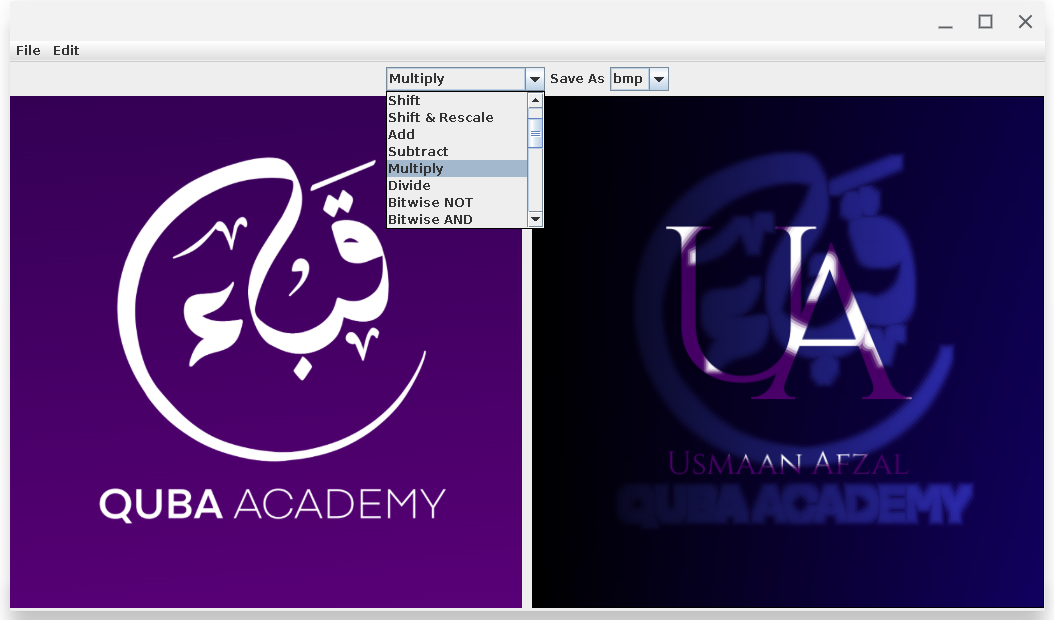 File Edit
Multiply Save As bmp
Shift
Shift & Rescale
Add
Subtract
Multiply
Divide
Bitwise NOT
Bitwise AND
قباء
QUBA ACADEMY
UA
USMAAN AFZAL
QUBA ACADEMY